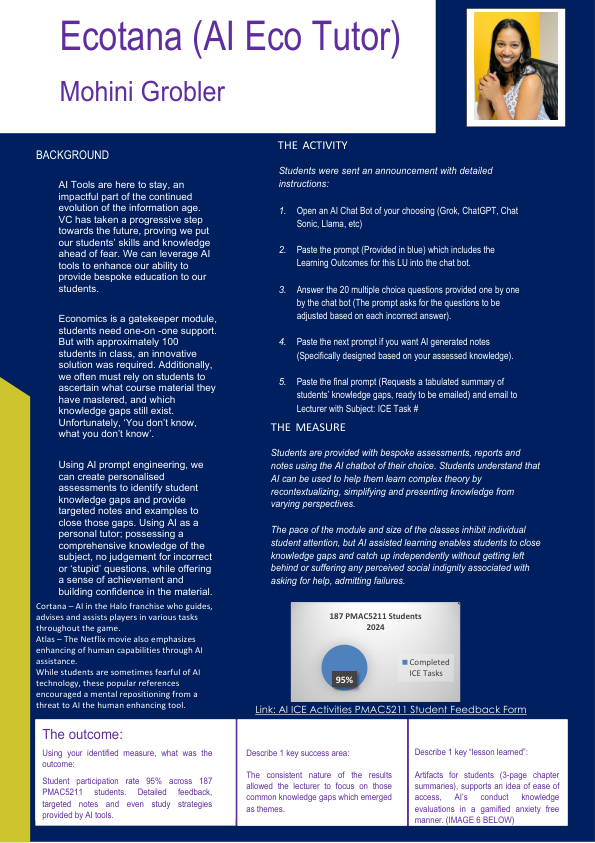 Ecotana (AI Eco Tutor)
Mohini Grobler
BACKGROUND
AI Tools are here to stay, an
impactful part of the continued
evolution of the information age.
VC has taken a progressive step
towards the future, proving we put
our students' skills and knowledge
ahead of fear. We can leverage AI
tools to enhance our ability to
provide bespoke education to our
students.
Economics is a gatekeeper module,
students need one-on -one support.
But with approximately 100
students in class, an innovative
solution was required. Additionally,
we often must rely on students to
ascertain what course material they
have mastered, and which
knowledge gaps still exist.
Unfortunately, 'You don't know,
what you don't know'.
Using AI prompt engineering, we
can create personalised
assessments to identify student
knowledge gaps and provide
targeted notes and examples to
close those gaps. Using AI as a
personal tutor; possessing a
comprehensive knowledge of the
subject, no judgement for incorrect
or 'stupid' questions, while offering
a sense of achievement and
building confidence in the material.
Cortana – AI in the Halo franchise who guides,
advises and assists players in various tasks
throughout the game.
Atlas – The Netflix movie also emphasizes
enhancing of human capabilities through AI
assistance.
While students are sometimes fearful of AI
technology, these popular references
encouraged a mental repositioning from a
threat to AI the human enhancing tool.
THE ACTIVITY
Students were sent an announcement with detailed
instructions:
1. Open an AI Chat Bot of your choosing (Grok, ChatGPT, Chat
Sonic, Llama, etc)
2. Paste the prompt (Provided in blue) which includes the
Learning Outcomes for this LU into the chat bot.
3. Answer the 20 multiple choice questions provided one by one
by the chat bot (The prompt asks for the questions to be
adjusted based on each incorrect answer).
4. Paste the next prompt if you want AI generated notes
(Specifically designed based on your assessed knowledge).
5. Paste the final prompt (Requests a tabulated summary of
students' knowledge gaps, ready to be emailed) and email to
Lecturer with Subject: ICE Task #
THE MEASURE
Students are provided with bespoke assessments, reports and
notes using the AI chatbot of their choice. Students understand that
AI can be used to help them learn complex theory by
recontextualizing, simplifying and presenting knowledge from
varying perspectives.
The pace of the module and size of the classes inhibit individual
student attention, but AI assisted learning enables students to close
knowledge gaps and catch up independently without getting left
behind or suffering any perceived social indignity associated with
asking for help, admitting failures.
187 PMAC5211 Students
2024
95%
Completed
ICE Tasks
Link: AI ICE Activities PMAC5211 Student Feedback Form
The outcome:
Using your identified measure, what was the
outcome:
Student participation rate 95% across 187
PMAC5211 students. Detailed feedback,
targeted notes and even study strategies
provided by AI tools.
Describe 1 key success area:
The consistent nature of the results
allowed the lecturer to focus on those
common knowledge gaps which emerged
as themes.
Describe 1 key "lesson learned":
Artifacts for students (3-page chapter
summaries), supports an idea of ease of
access, AI's conduct knowledge
evaluations in a gamified anxiety free
manner. (IMAGE 6 BELOW)